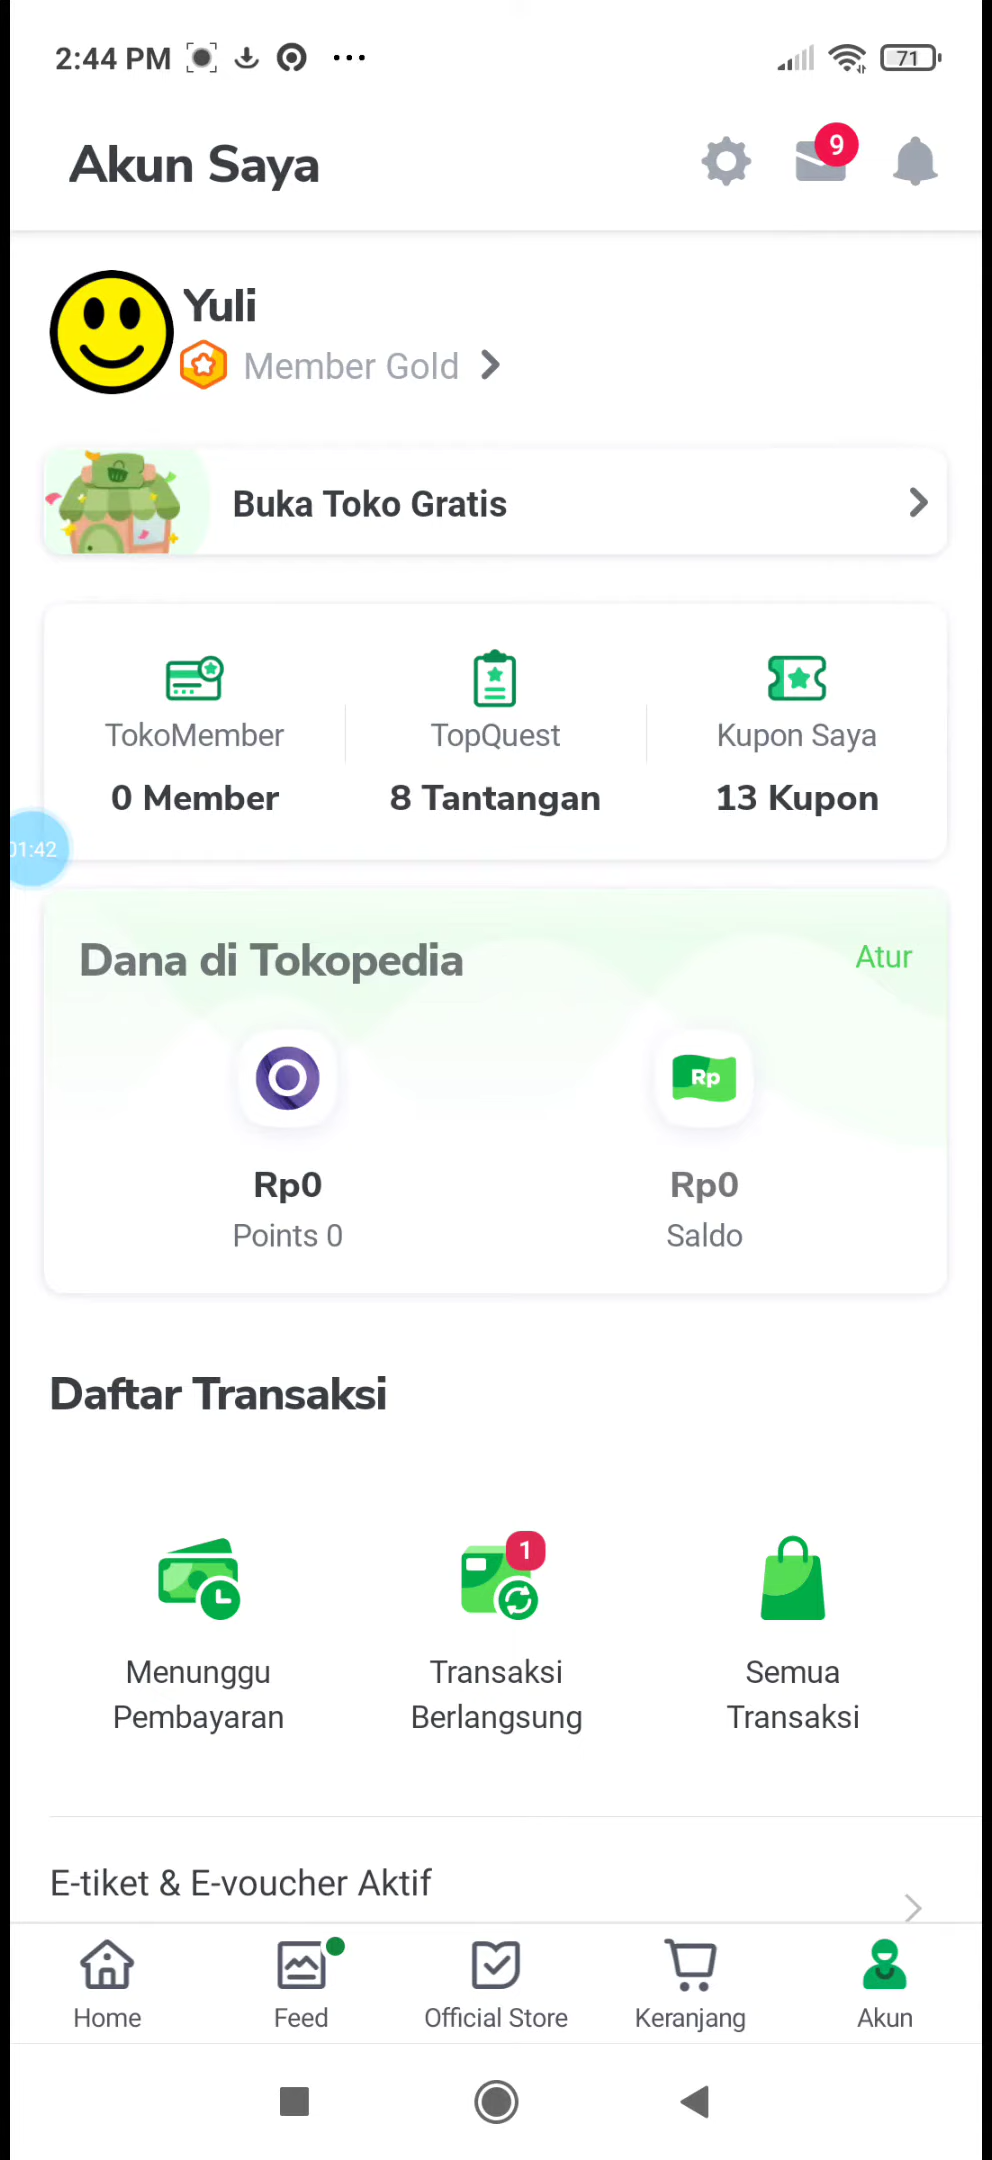 2:44 PM
71
Akun Saya
9
Yuli
Member Gold
Buka Toko Gratis
TokoMember
TopQuest
Kupon Saya
0 Member
8 Tantangan
13 Kupon
01:42
Dana di Tokopedia
Atur
Rp
Rp0
Rp0
Points 0
Saldo
Daftar Transaksi
1
Menunggu
Pembayaran
Transaksi
Berlangsung
Semua
Transaksi
E-tiket & E-voucher Aktif
Home
Feed
Official Store
Keranjang
Akun